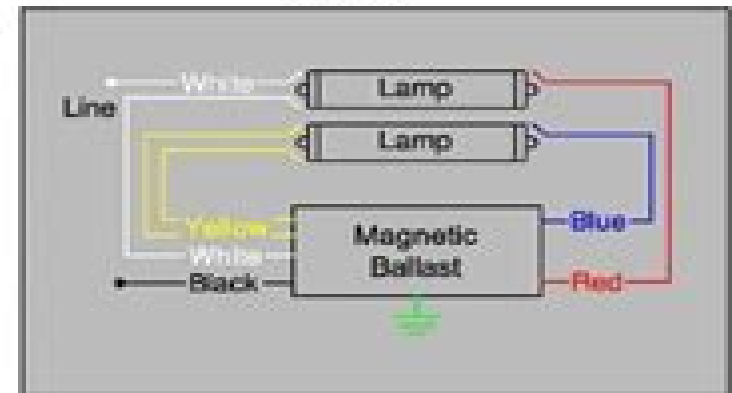 White
Lamp
Line
Lamp
Yellow
Blue
Magnetic
Ballast
White
Black
Red